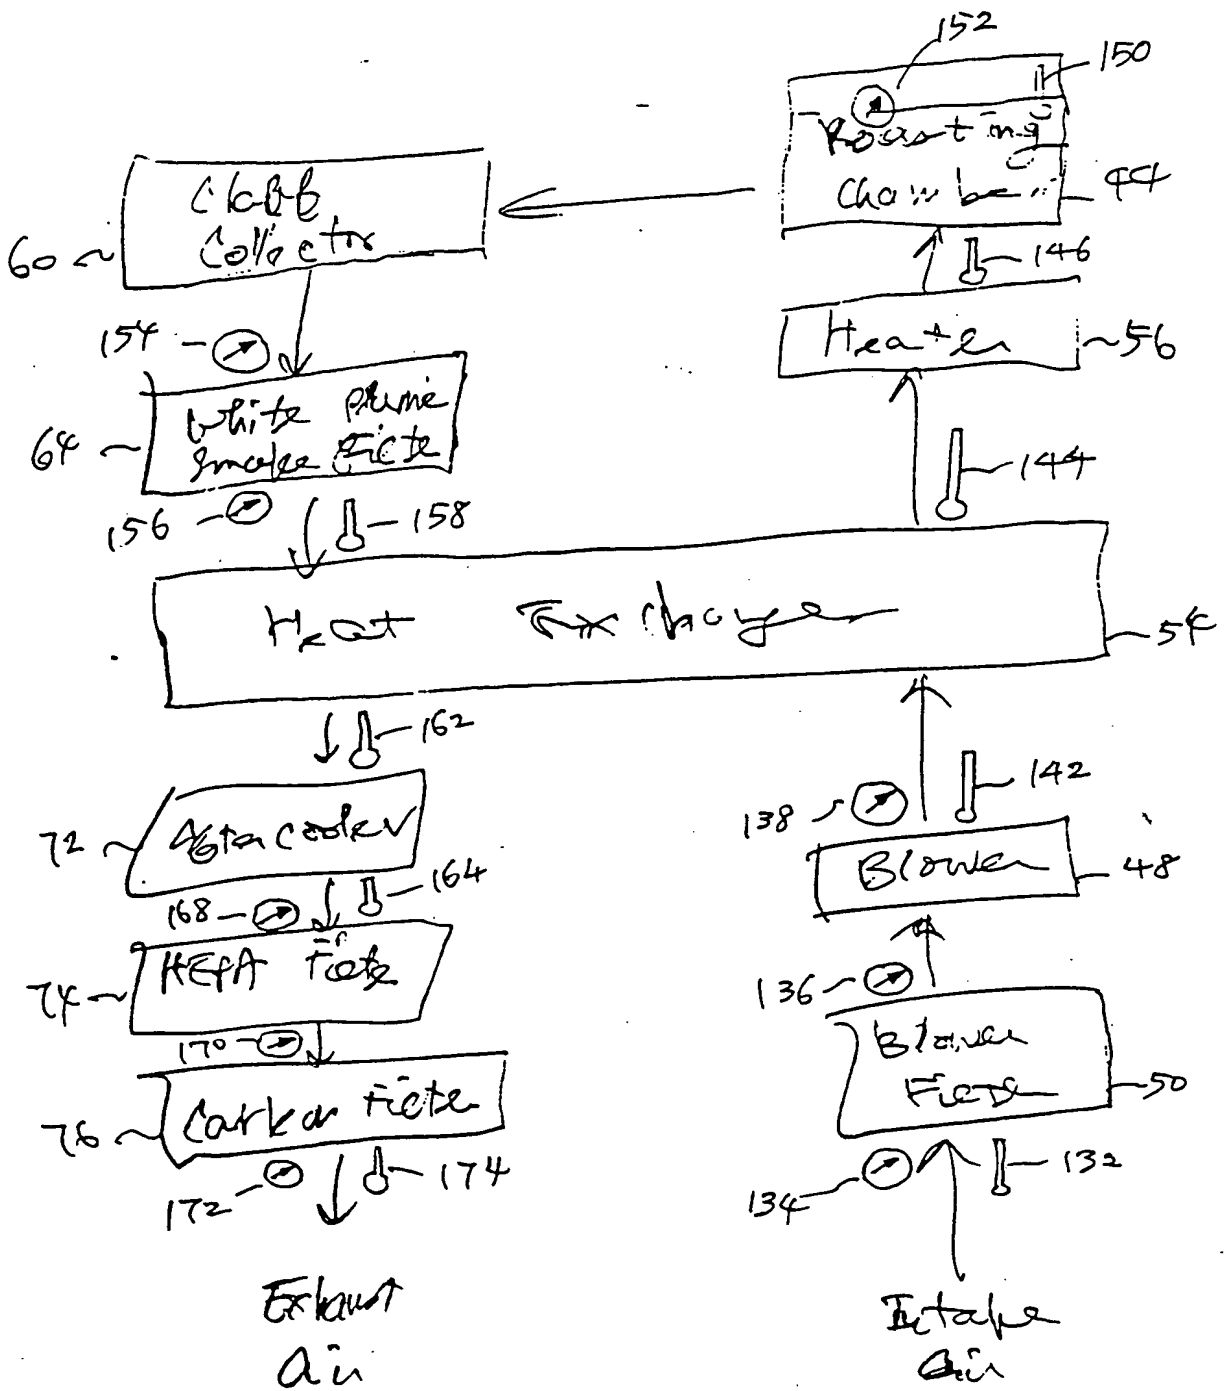 152
150
Roasting
Chamber
44
Chaff
Collector
60
146
Heater
56
154
White Plume
Smoke Filter
64
144
156
158
Heat Exchanger
54
162
142
138
72
Aftercooler
Blower
48
164
168
HEPA Filter
74
136
170
Blower
Filter
50
Carbon Filter
76
172
174
134
132
Exhaust
Air
Intake
Air